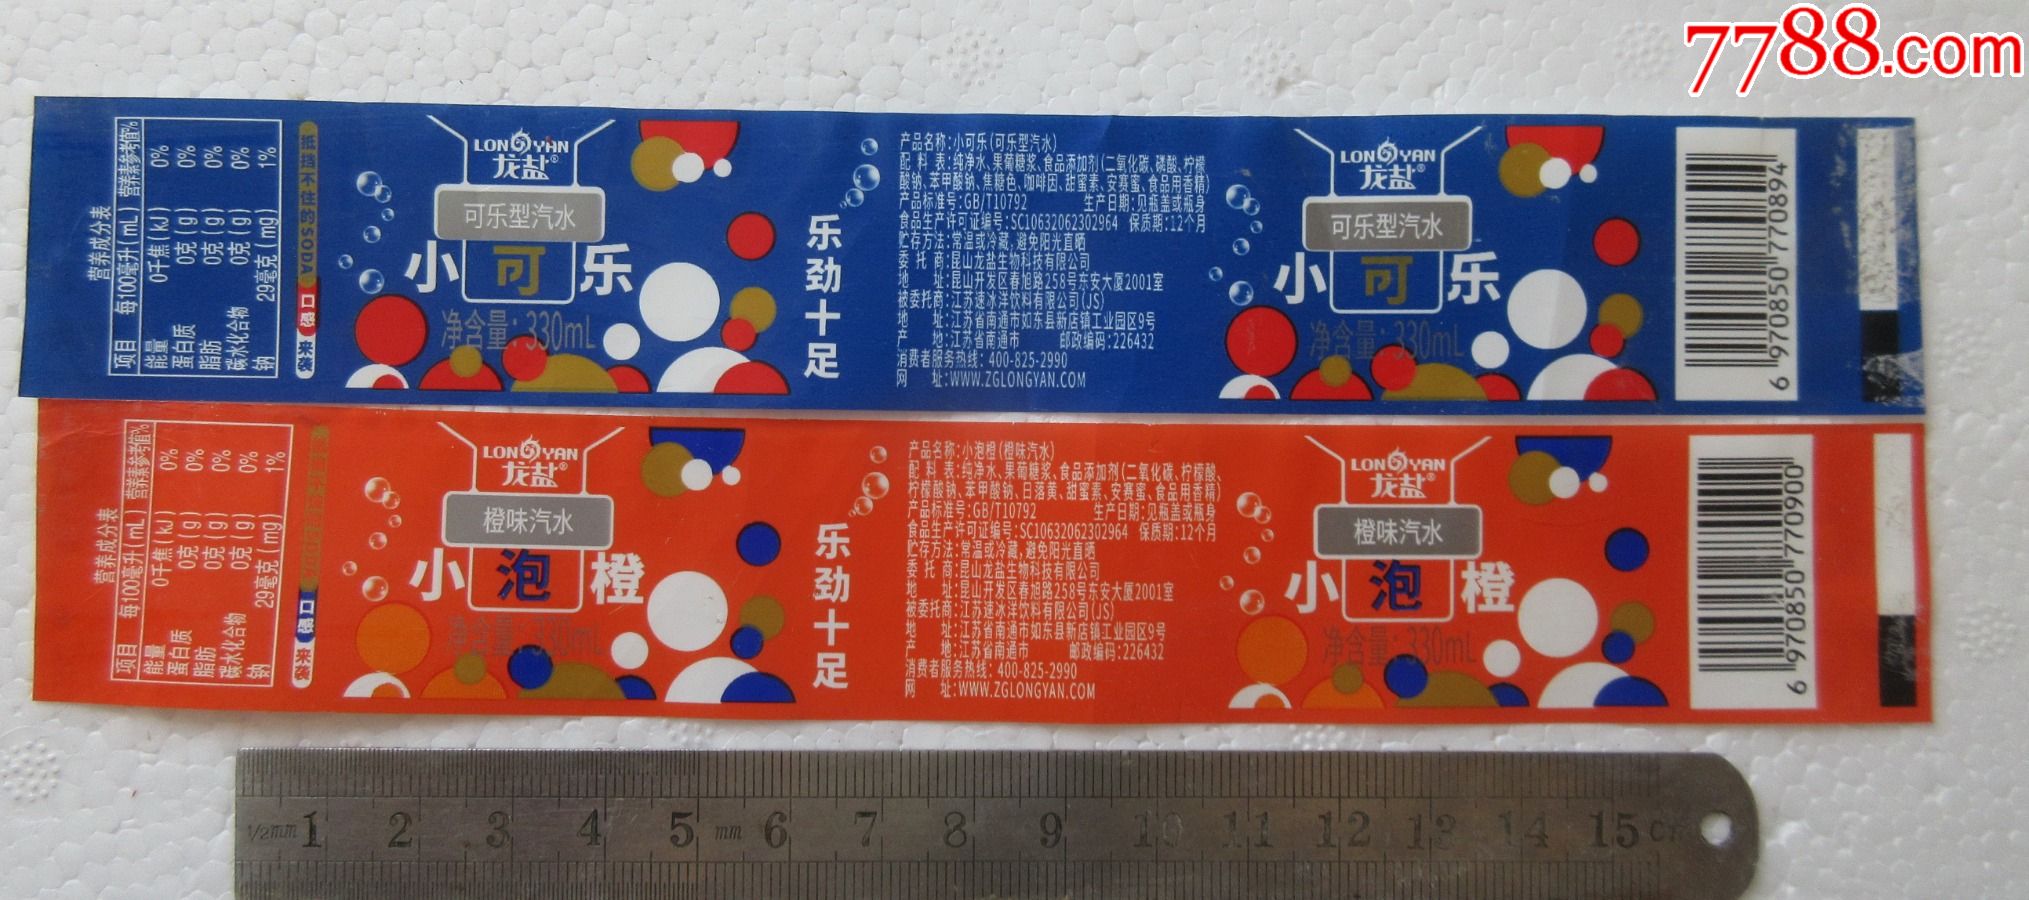 7788.com
营养成分表
项目 每100毫升(mL) 营养素参考值%
能量 0千焦(kJ) 0%
蛋白质 0克(g) 0%
脂肪 0克(g) 0%
碳水化合物 0克(g) 0%
钠 29毫克(mg) 1%
抵挡不住的SODA口感 来袭
LONGYAN
龙盐®
可乐型汽水
小可乐
净含量:330mL
乐劲十足
产品名称:小可乐(可乐型汽水)
配 料 表:纯净水、果葡糖浆、食品添加剂(二氧化碳、磷酸、柠檬
酸钠、苯甲酸钠、焦糖色、咖啡因、甜蜜素、安赛蜜、食品用香精)
产品标准号:GB/T10792 生产日期:见瓶盖或瓶身
食品生产许可证编号:SC10632062302964 保质期:12个月
贮存方法:常温或冷藏,避免阳光直晒
委 托 商:昆山龙盐生物科技有限公司
地 址:昆山开发区春旭路258号东安大厦2001室
被委托商:江苏速冰洋饮料有限公司(JS)
地 址:江苏省南通市如东县新店镇工业园区9号
产 地:江苏省南通市 邮政编码:226432
消费者服务热线:400-825-2990
网 址:WWW.ZGLONGYAN.COM
LONGYAN
龙盐®
可乐型汽水
小可乐
净含量:330mL
6 970850 770894
营养成分表
项目 每100毫升(mL) 营养素参考值%
能量 0千焦(kJ) 0%
蛋白质 0克(g) 0%
脂肪 0克(g) 0%
碳水化合物 0克(g) 0%
钠 29毫克(mg) 1%
口感 来袭
LONGYAN
龙盐®
橙味汽水
小泡橙
净含量:330mL
乐劲十足
产品名称:小泡橙(橙味汽水)
配 料 表:纯净水、果葡糖浆、食品添加剂(二氧化碳、柠檬酸、
柠檬酸钠、苯甲酸钠、日落黄、甜蜜素、安赛蜜、食品用香精)
产品标准号:GB/T10792 生产日期:见瓶盖或瓶身
食品生产许可证编号:SC10632062302964 保质期:12个月
贮存方法:常温或冷藏,避免阳光直晒
委 托 商:昆山龙盐生物科技有限公司
地 址:昆山开发区春旭路258号东安大厦2001室
被委托商:江苏速冰洋饮料有限公司(JS)
地 址:江苏省南通市如东县新店镇工业园区9号
产 地:江苏省南通市 邮政编码:226432
消费者服务热线:400-825-2990
网 址:WWW.ZGLONGYAN.COM
LONGYAN
龙盐®
橙味汽水
小泡橙
净含量:330mL
6 970850 770900
1/2mm 1 2 3 4 5 mm 6 7 8 9 10 11 12 13 14 15 cm